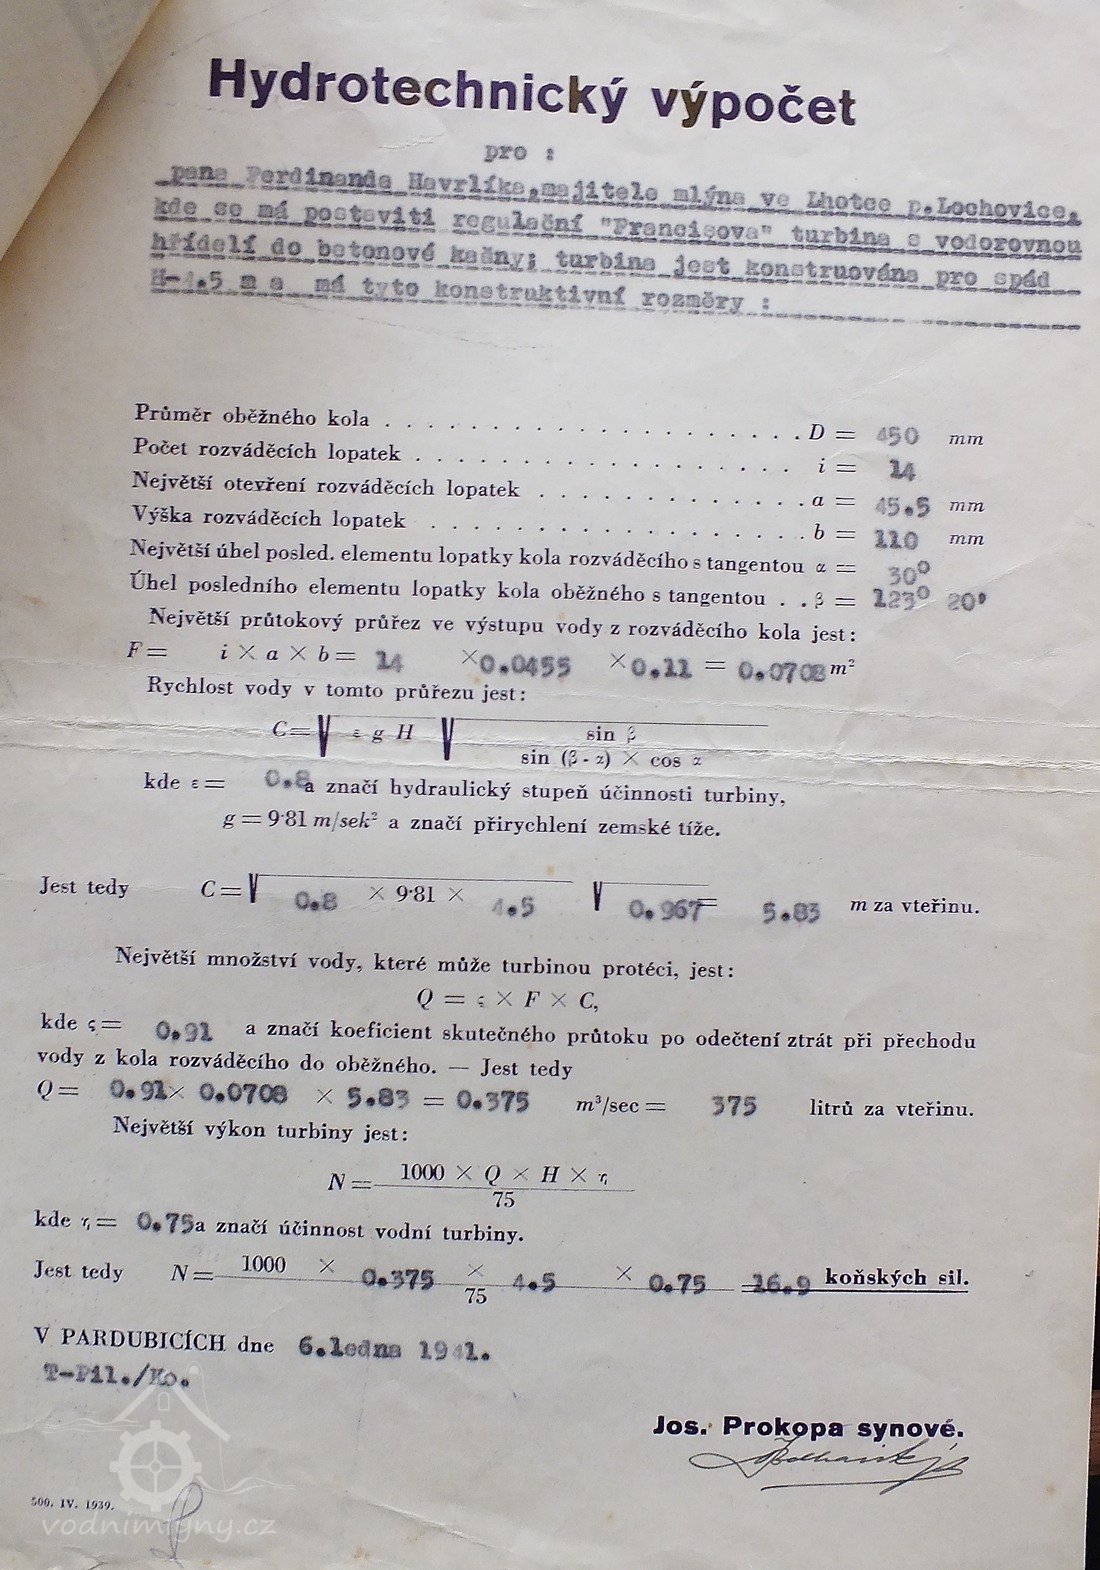 Hydrotechnický výpočet
pro :
pana Ferdinanda Havrlíka,majitele mlýna ve Lhotce p.Lochovice,
kde se má postaviti regulační "Francisova" turbina s vodorovnou
hřídelí do betonové kašny; turbina jest konstruována pro spád
H-4.5 m a má tyto konstruktivní rozměry :
Průměr oběžného kola . . . . . . . . . . . . . . . . . . . . . D = 450 mm
Počet rozváděcích lopatek . . . . . . . . . . . . . . . . . . . i = 14
Největší otevření rozváděcích lopatek . . . . . . . . . . . . . a = 45.5 mm
Výška rozváděcích lopatek . . . . . . . . . . . . . . . . . . b = 110 mm
Největší úhel posled. elementu lopatky kola rozváděcího s tangentou α = 30°
Úhel posledního elementu lopatky kola oběžného s tangentou . . β = 123° 20'
Největší průtokový průřez ve výstupu vody z rozváděcího kola jest:
F = i × a × b = 14 × 0.0455 × 0.11 = 0.0708 m²
Rychlost vody v tomto průřezu jest:
C = √ ε g H √ sin β
sin (β - α) × cos α
kde ε = 0.8 a značí hydraulický stupeň účinnosti turbiny,
g = 9·81 m/sek² a značí přirychlení zemské tíže.
Jest tedy C = √ 0.8 × 9·81 × 4.5 √ 0.967 = 5.83 m za vteřinu.
Největší množství vody, které může turbinou protéci, jest:
Q = ς × F × C,
kde ς = 0.91 a značí koeficient skutečného průtoku po odečtení ztrát při přechodu
vody z kola rozváděcího do oběžného. — Jest tedy
Q = 0.91 × 0.0708 × 5.83 = 0.375 m³/sec = 375 litrů za vteřinu.
Největší výkon turbiny jest:
N = 1000 × Q × H × η
75
kde η = 0.75 a značí účinnost vodní turbiny.
Jest tedy N = 1000 × 0.375 × 4.5 × 0.75 16.9 koňských sil.
75
V PARDUBICÍCH dne 6.ledna 1941.
T-Pil./Ko.
Jos. Prokopa synové.
500. IV. 1939.
vodnimlyny.cz